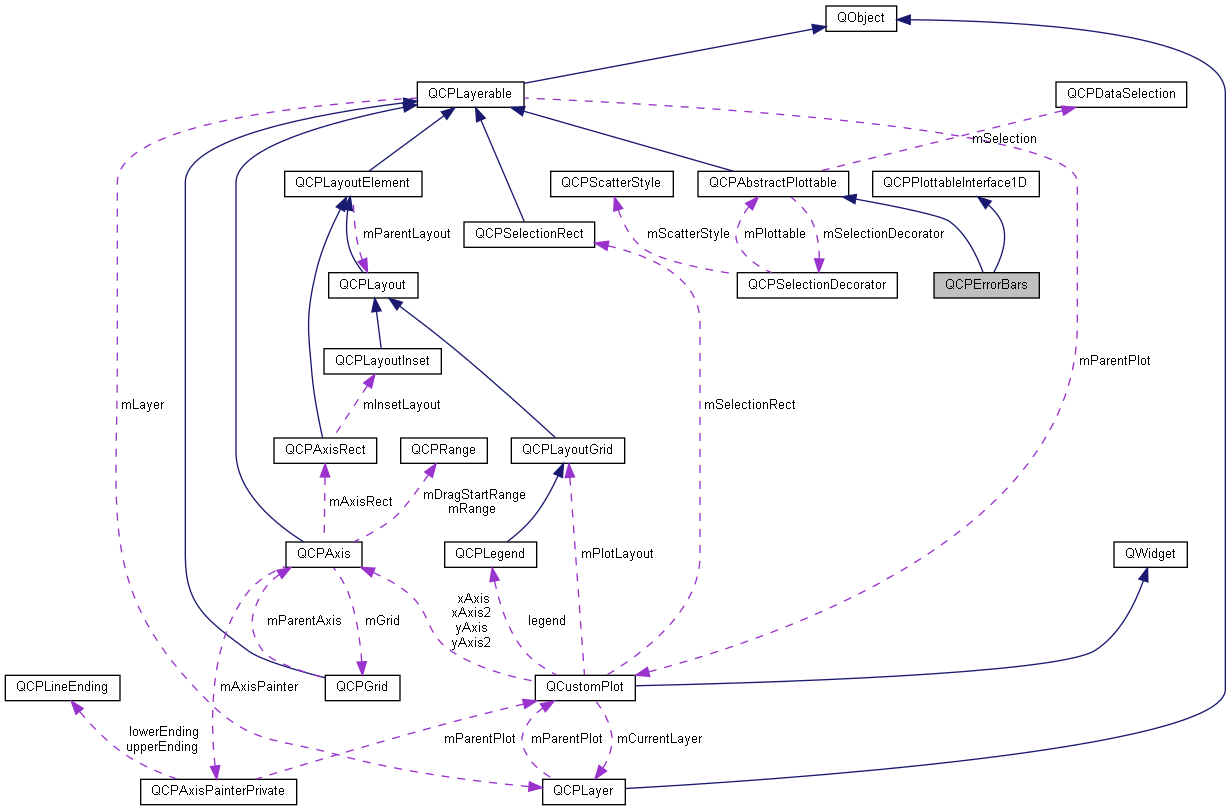 QObject
QCPLayerable
QCPDataSelection
mSelection
QCPLayoutElement
QCPScatterStyle
QCPAbstractPlottable
QCPPlottableInterface1D
mParentLayout
QCPSelectionRect
mScatterStyle
mPlottable
mSelectionDecorator
QCPLayout
QCPSelectionDecorator
QCPErrorBars
QCPLayoutInset
mParentPlot
mLayer
mInsetLayout
mSelectionRect
QCPAxisRect
QCPRange
QCPLayoutGrid
mAxisRect
mDragStartRange
mRange
QCPAxis
QCPLegend
mPlotLayout
QWidget
mParentAxis
mGrid
xAxis
xAxis2
yAxis
yAxis2
legend
QCPLineEnding
mAxisPainter
QCPGrid
QCustomPlot
lowerEnding
upperEnding
mParentPlot
mParentPlot
mCurrentLayer
QCPAxisPainterPrivate
QCPLayer